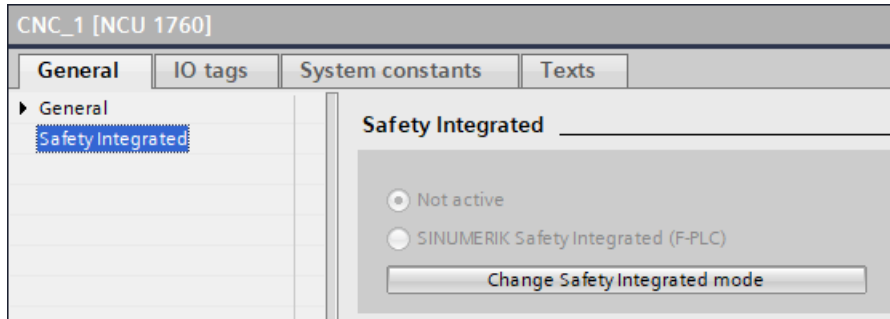 CNC_1 [NCU 1760]
General IO tags System constants Texts
General
Safety Integrated
Safety Integrated
Not active
SINUMERIK Safety Integrated (F-PLC)
Change Safety Integrated mode